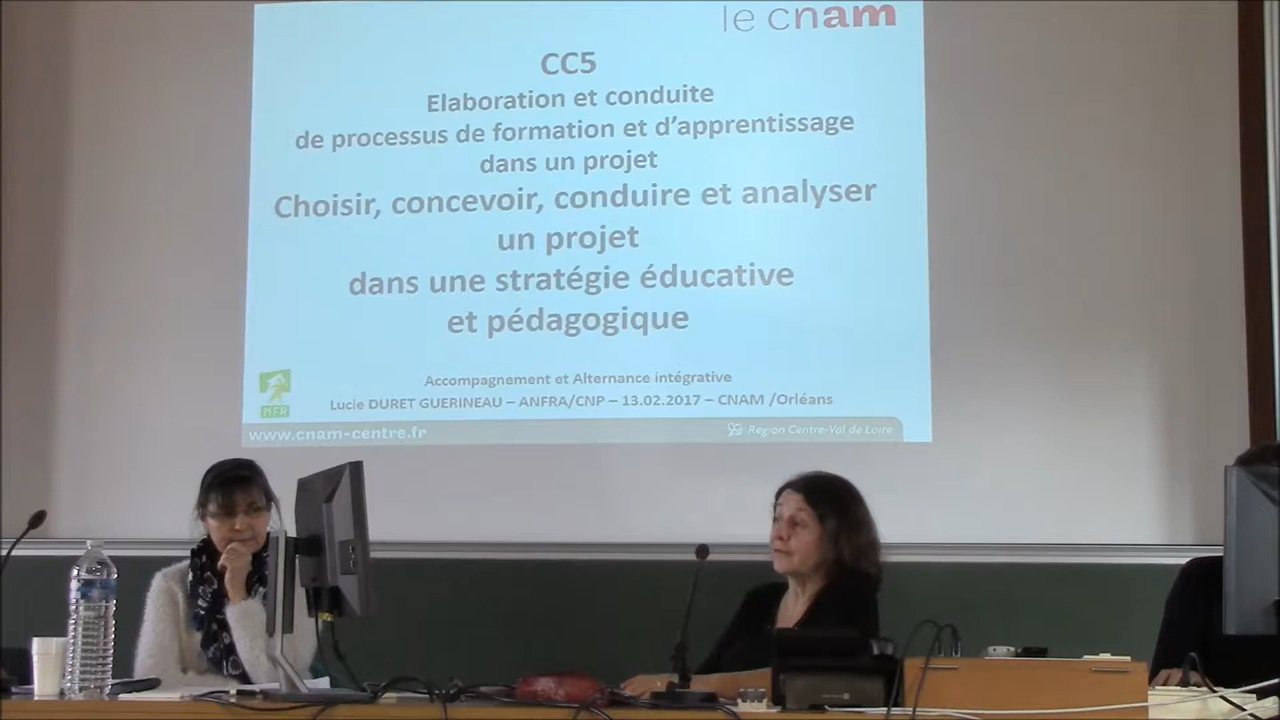 le cnam
CC5
Elaboration et conduite
de processus de formation et d'apprentissage
dans un projet
Choisir, concevoir, conduire et analyser
un projet
dans une stratégie éducative
et pédagogique
MFR
Accompagnement et Alternance intégrative
Lucie DURET GUERINEAU – ANFRA/CNP – 13.02.2017 – CNAM /Orléans
www.cnam-centre.fr
Region Centre-Val de Loire